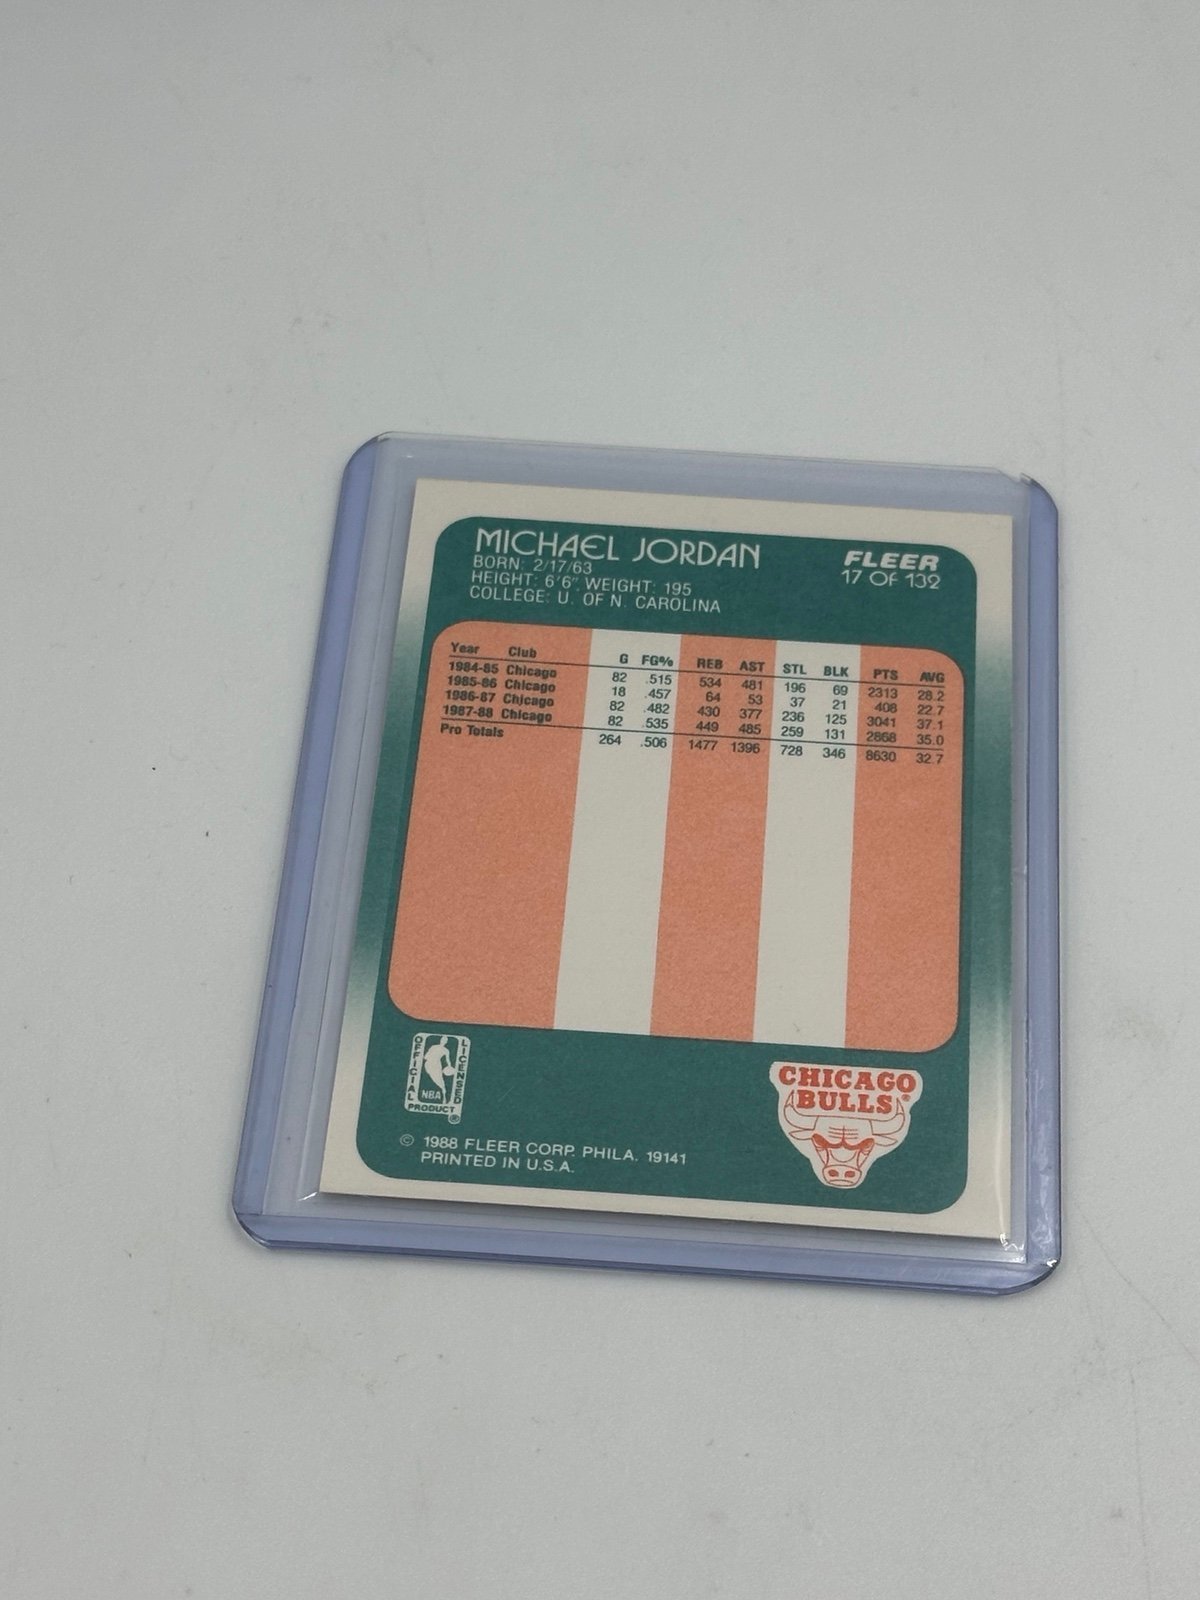 MICHAEL JORDAN
BORN: 2/17/63
HEIGHT: 6'6" WEIGHT: 195
COLLEGE: U. OF N. CAROLINA
FLEER
17 OF 132
Year Club G FG% REB AST STL BLK PTS AVG
1984-85 Chicago 82 .515 534 481 196 69 2313 28.2
1985-86 Chicago 18 .457 64 53 37 21 408 22.7
1986-87 Chicago 82 .482 430 377 236 125 3041 37.1
1987-88 Chicago 82 .535 449 485 259 131 2868 35.0
Pro Totals 264 .506 1477 1396 728 346 8630 32.7
OFFICIAL LICENSED
NBA
PRODUCT ®
CHICAGO
BULLS®
© 1988 FLEER CORP. PHILA. 19141
PRINTED IN U.S.A.